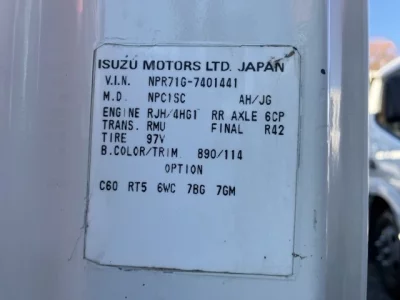 ISUZU MOTORS LTD. JAPAN
V.I.N. NPR71G-7401441
M.D. NPC1SC AH/JG
ENGINE RJH/4HG1 RR AXLE 6CP
TRANS. RMU FINAL R42
TIRE 97V
B.COLOR/TRIM 890/114
OPTION
C60 RT5 6WC 7BG 7GM